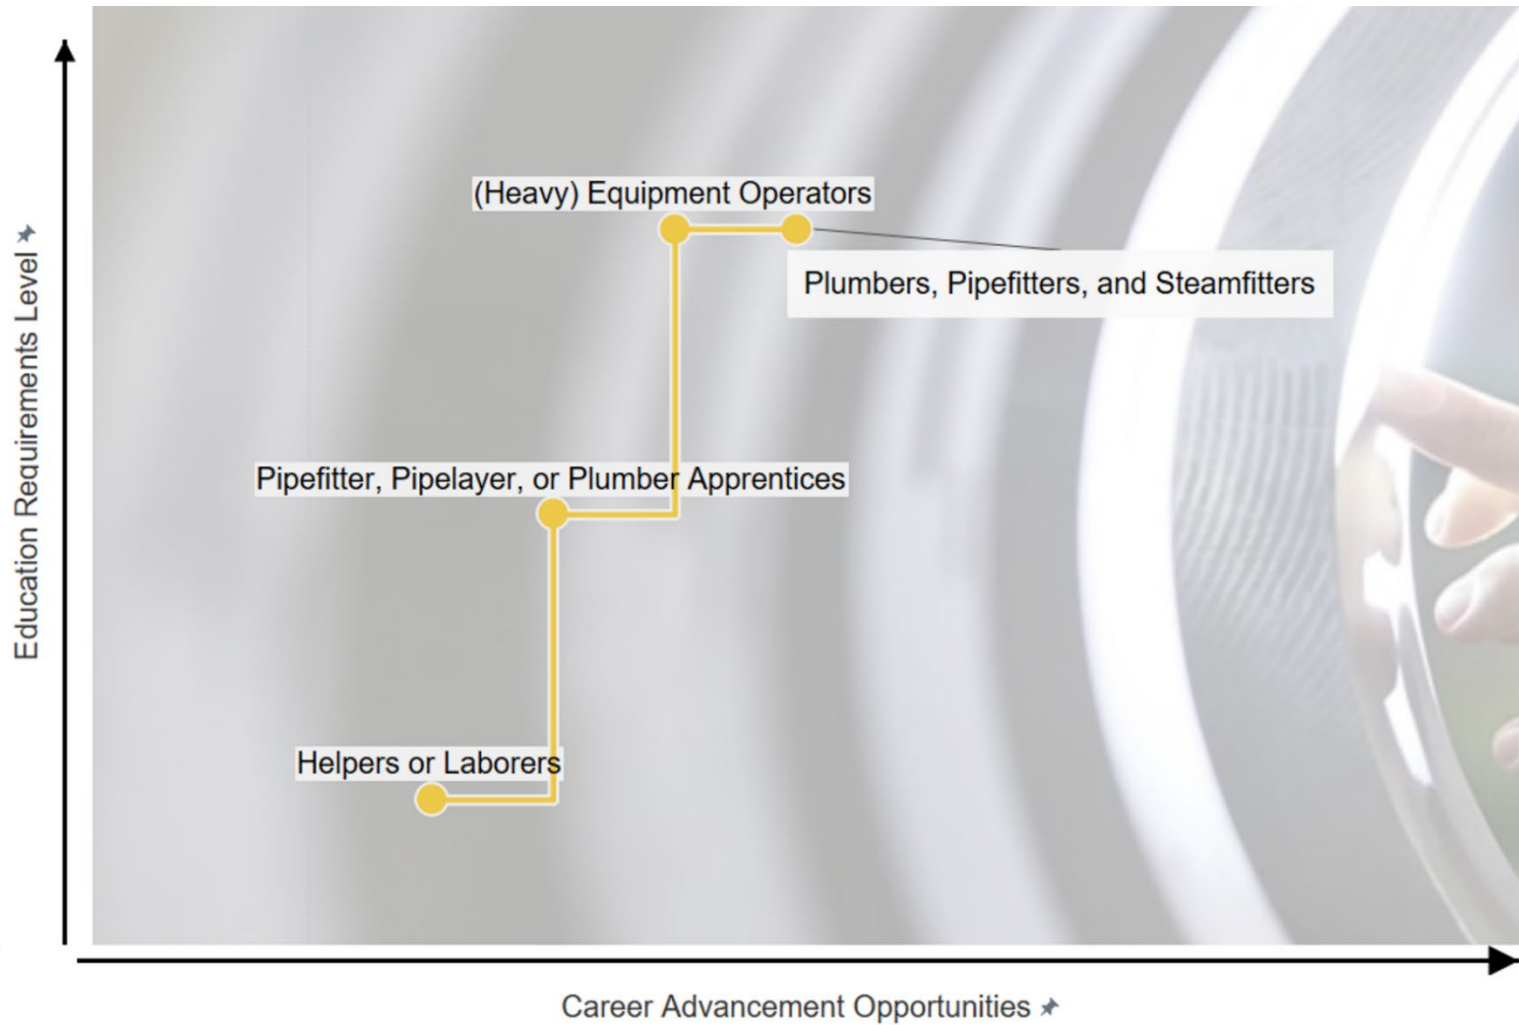 (Heavy) Equipment Operators
Plumbers, Pipefitters, and Steamfitters
Pipefitter, Pipelayer, or Plumber Apprentices
Helpers or Laborers
Education Requirements Level
Career Advancement Opportunities